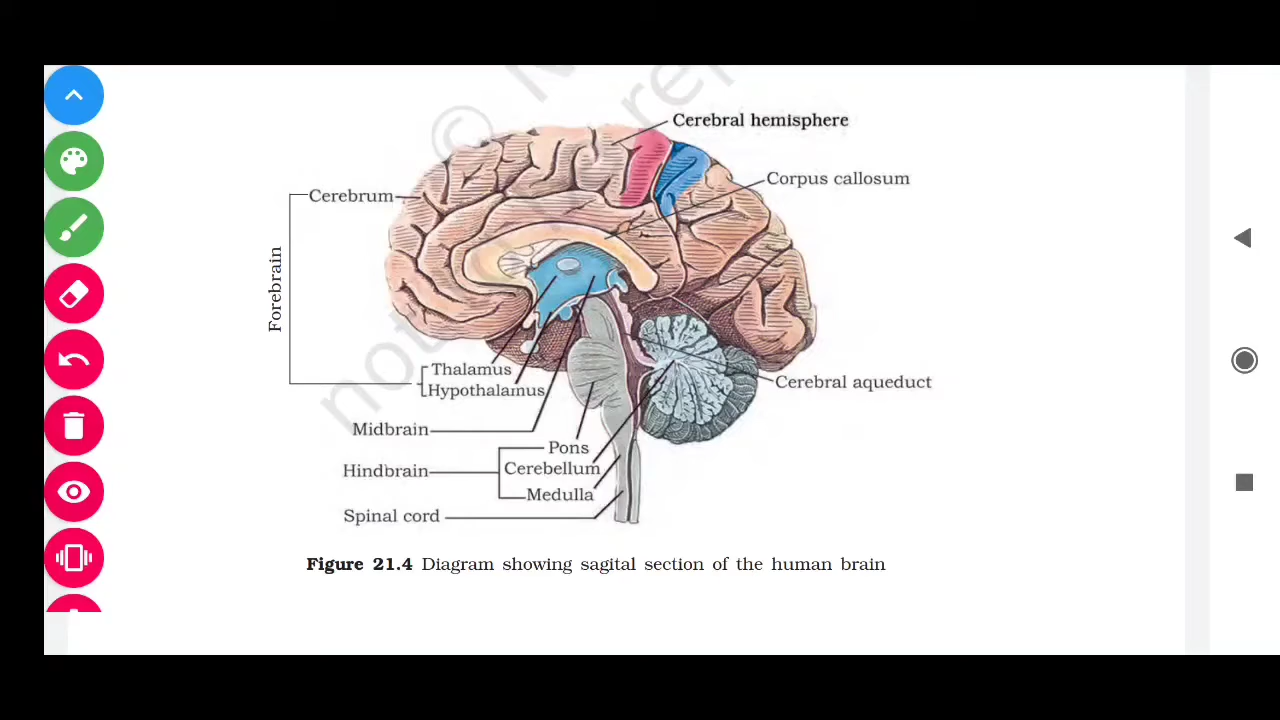 Cerebral hemisphere
Corpus callosum
Cerebrum
Forebrain
Thalamus
Hypothalamus
Cerebral aqueduct
Midbrain
Pons
Hindbrain
Cerebellum
Medulla
Spinal cord
Figure 21.4 Diagram showing sagital section of the human brain
©
not